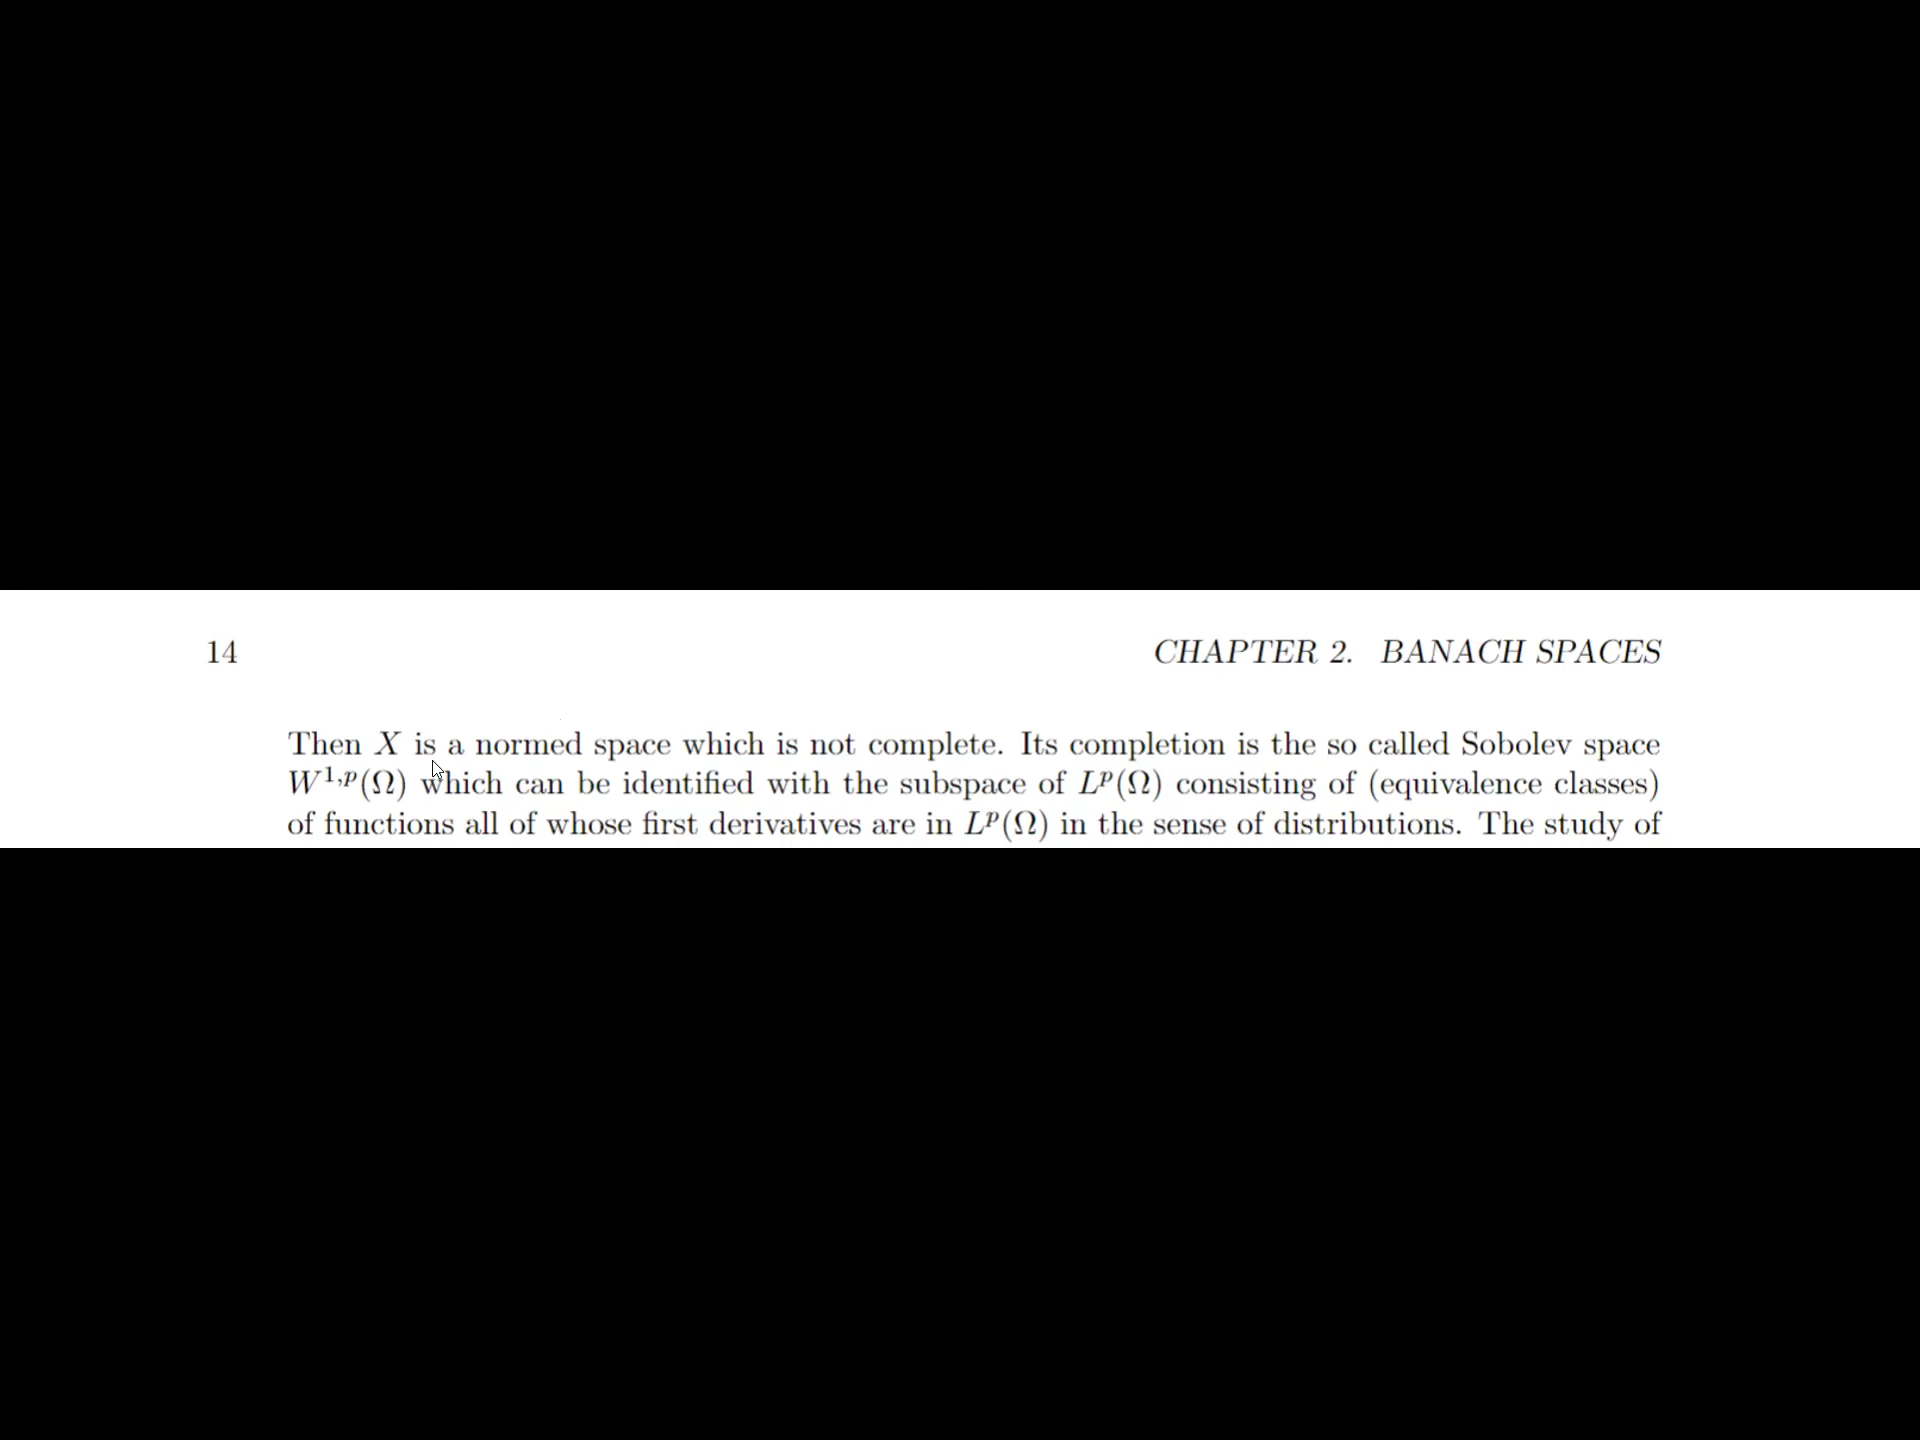 14 CHAPTER 2. BANACH SPACES
Then X is a normed space which is not complete. Its completion is the so called Sobolev space
W^{1,p}(Ω) which can be identified with the subspace of L^p(Ω) consisting of (equivalence classes)
of functions all of whose first derivatives are in L^p(Ω) in the sense of distributions. The study of